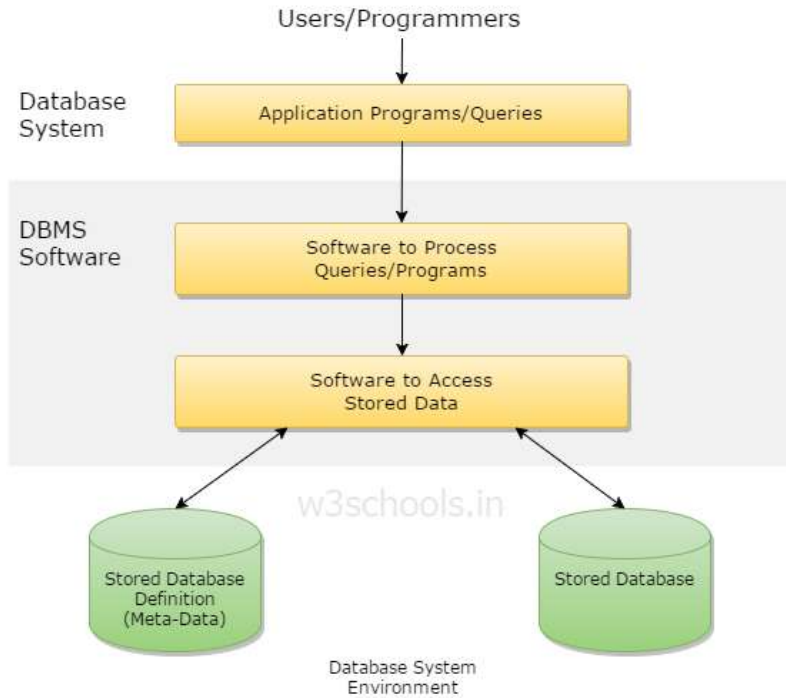 Users/Programmers
Database
System
Application Programs/Queries
DBMS
Software
Software to Process
Queries/Programs
Software to Access
Stored Data
w3schools.in
Stored Database
Definition
(Meta-Data)
Stored Database
Database System
Environment